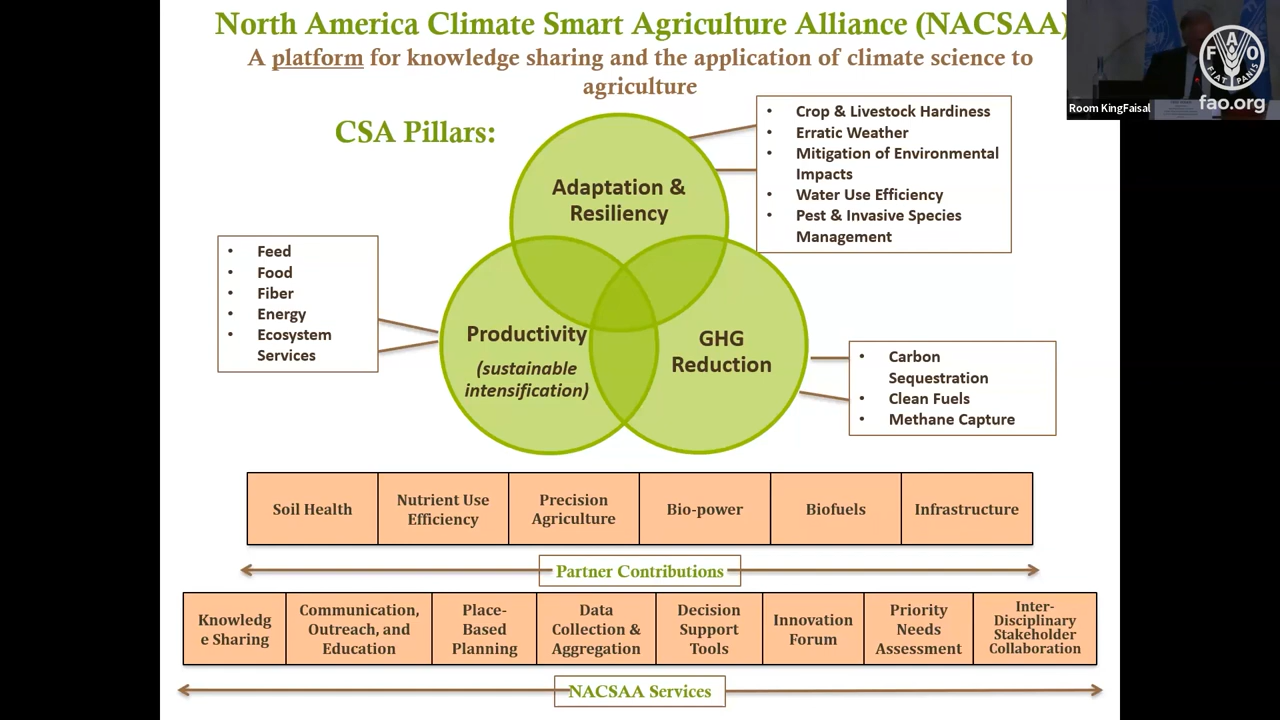 North America Climate Smart Agriculture Alliance (NACSAA)
A platform for knowledge sharing and the application of climate science to
agriculture
F A O
FIAT PANIS
fao.org
Room KingFaisal
CSA Pillars:
• Crop & Livestock Hardiness
• Erratic Weather
• Mitigation of Environmental
Impacts
• Water Use Efficiency
• Pest & Invasive Species
Management
Adaptation &
Resiliency
• Feed
• Food
• Fiber
• Energy
• Ecosystem
Services
Productivity
(sustainable
intensification)
GHG
Reduction
• Carbon
Sequestration
• Clean Fuels
• Methane Capture
Soil Health
Nutrient Use
Efficiency
Precision
Agriculture
Bio-power
Biofuels
Infrastructure
Partner Contributions
Knowledg
e Sharing
Communication,
Outreach, and
Education
Place-
Based
Planning
Data
Collection &
Aggregation
Decision
Support
Tools
Innovation
Forum
Priority
Needs
Assessment
Inter-
Disciplinary
Stakeholder
Collaboration
NACSAA Services